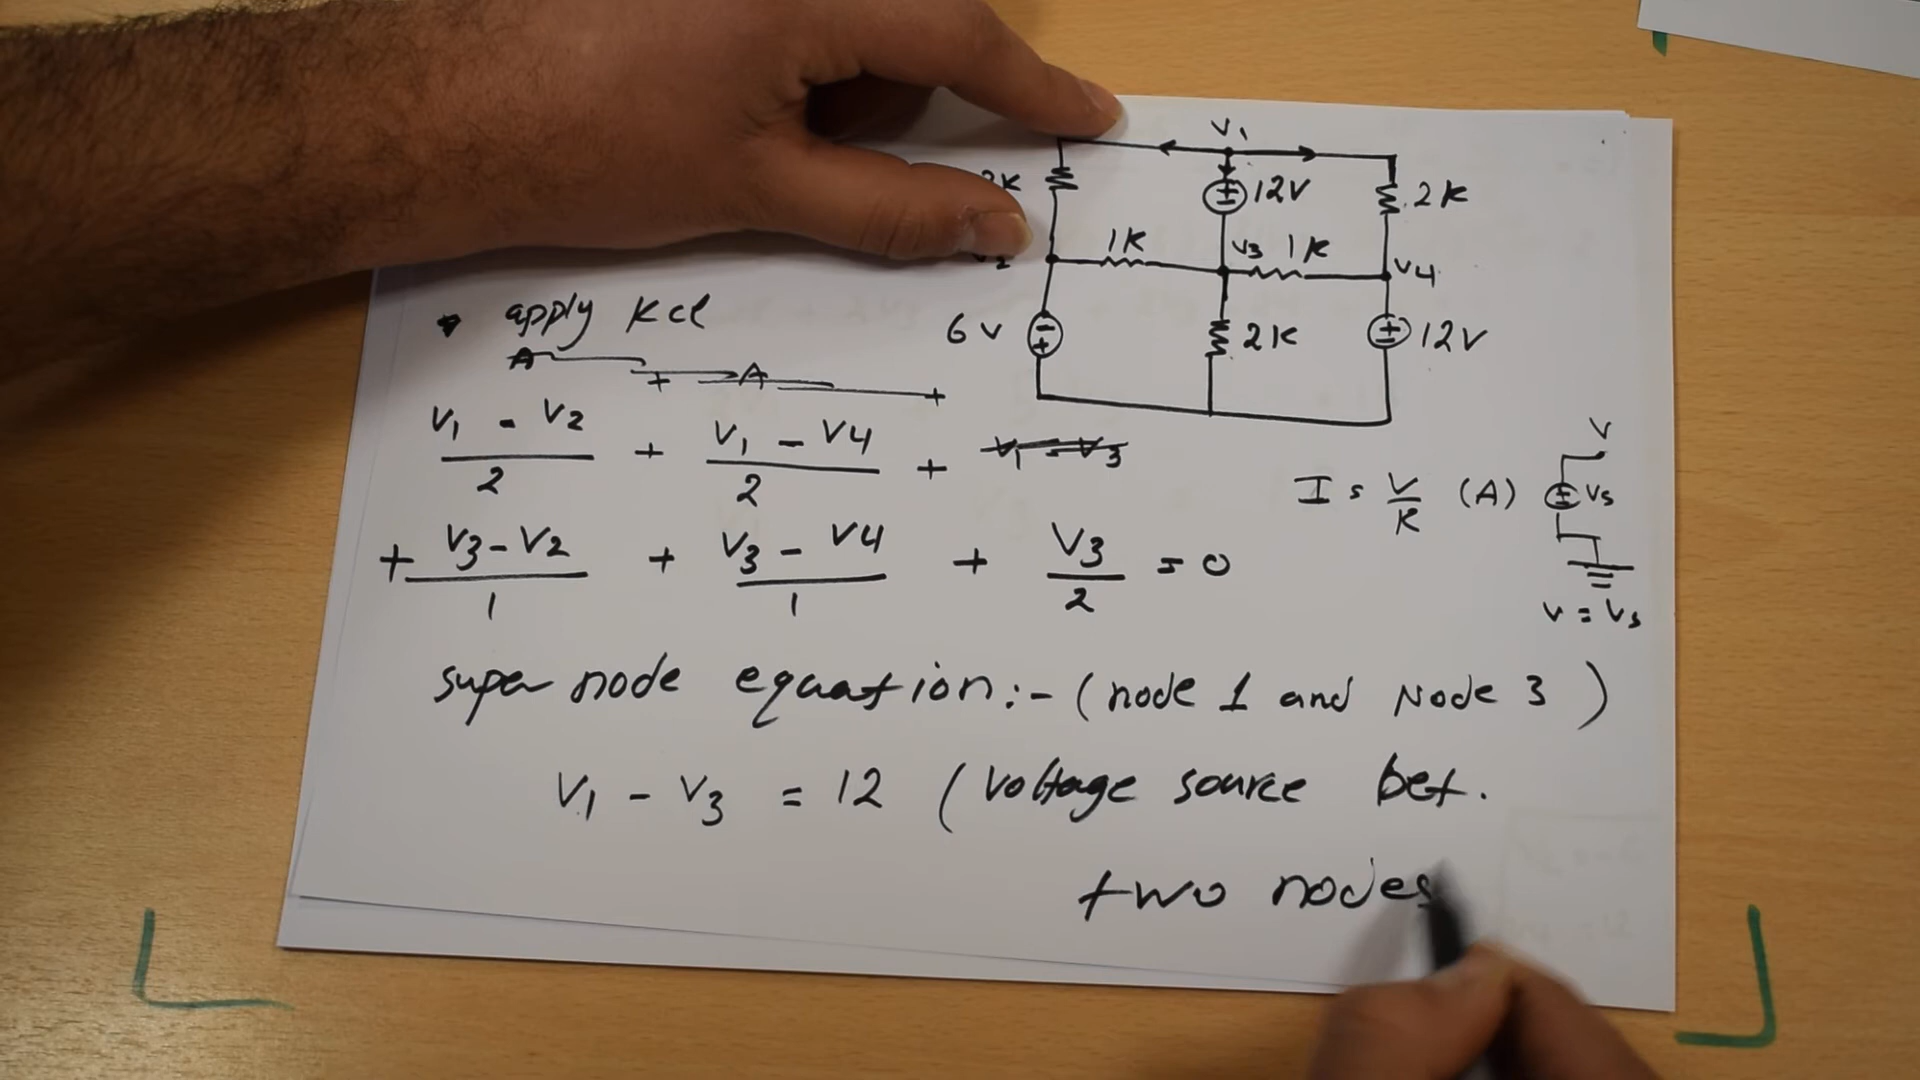 V1
12V
2K
1K
V3 1K
V4
6V
2K
12V
apply Kcl
A + A +
V1 - V2 / 2 + V1 - V4 / 2 + V1 - V3
+ V3 - V2 / 1 + V3 - V4 / 1 + V3 / 2 = 0
I = V/R (A)
V
Vs
V = Vs
super node equation:- (node 1 and Node 3)
V1 - V3 = 12 (Voltage source bet.
two nodes